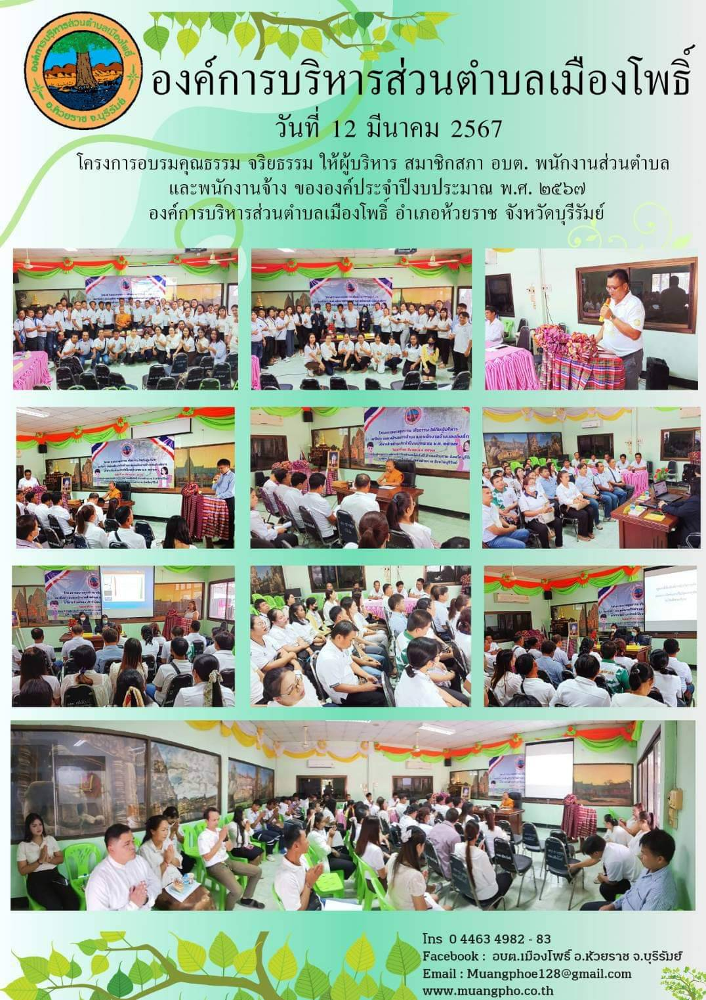 องค์การบริหารส่วนตำบลเมืองโพธิ์
อ.ห้วยราช จ.บุรีรัมย์
องค์การบริหารส่วนตำบลเมืองโพธิ์
วันที่ 12 มีนาคม 2567
โครงการอบรมคุณธรรม จริยธรรม ให้ผู้บริหาร สมาชิกสภา อบต. พนักงานส่วนตำบล
และพนักงานจ้าง ขององค์ประจำปีงบประมาณ พ.ศ. ๒๕๖๗
องค์การบริหารส่วนตำบลเมืองโพธิ์ อำเภอห้วยราช จังหวัดบุรีรัมย์
โทร 0 4463 4982 - 83
Facebook : อบต.เมืองโพธิ์ อ.ห้วยราช จ.บุรีรัมย์
Email : Muangphoe128@gmail.com
www.muangpho.co.th